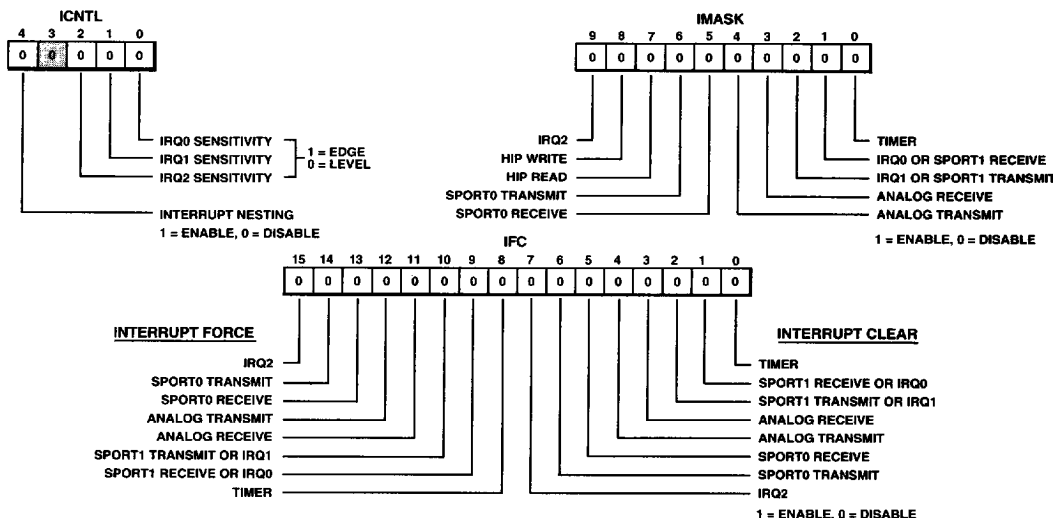 ICNTL
4 3 2 1 0
0 0 0 0 0
IRQ0 SENSITIVITY
IRQ1 SENSITIVITY
IRQ2 SENSITIVITY
1 = EDGE
0 = LEVEL
INTERRUPT NESTING
1 = ENABLE, 0 = DISABLE
IMASK
9 8 7 6 5 4 3 2 1 0
0 0 0 0 0 0 0 0 0 0
IRQ2
HIP WRITE
HIP READ
SPORT0 TRANSMIT
SPORT0 RECEIVE
TIMER
IRQ0 OR SPORT1 RECEIVE
IRQ1 OR SPORT1 TRANSMIT
ANALOG RECEIVE
ANALOG TRANSMIT
1 = ENABLE, 0 = DISABLE
IFC
15 14 13 12 11 10 9 8 7 6 5 4 3 2 1 0
0 0 0 0 0 0 0 0 0 0 0 0 0 0 0 0
INTERRUPT FORCE
IRQ2
SPORT0 TRANSMIT
SPORT0 RECEIVE
ANALOG TRANSMIT
ANALOG RECEIVE
SPORT1 TRANSMIT OR IRQ1
SPORT1 RECEIVE OR IRQ0
TIMER
INTERRUPT CLEAR
TIMER
SPORT1 RECEIVE OR IRQ0
SPORT1 TRANSMIT OR IRQ1
ANALOG RECEIVE
ANALOG TRANSMIT
SPORT0 RECEIVE
SPORT0 TRANSMIT
IRQ2
1 = ENABLE, 0 = DISABLE